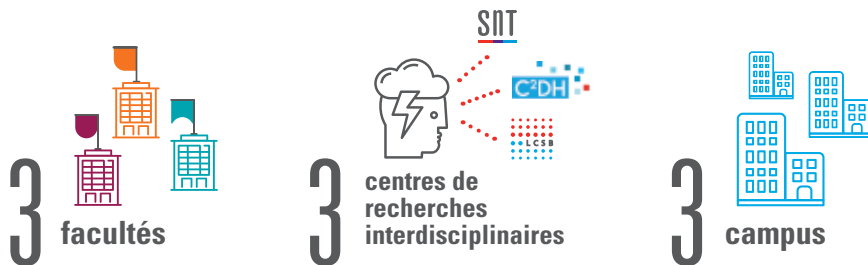 SNT
C²DH
LCSB
3 facultés
3 centres de
recherches
interdisciplinaires
3 campus